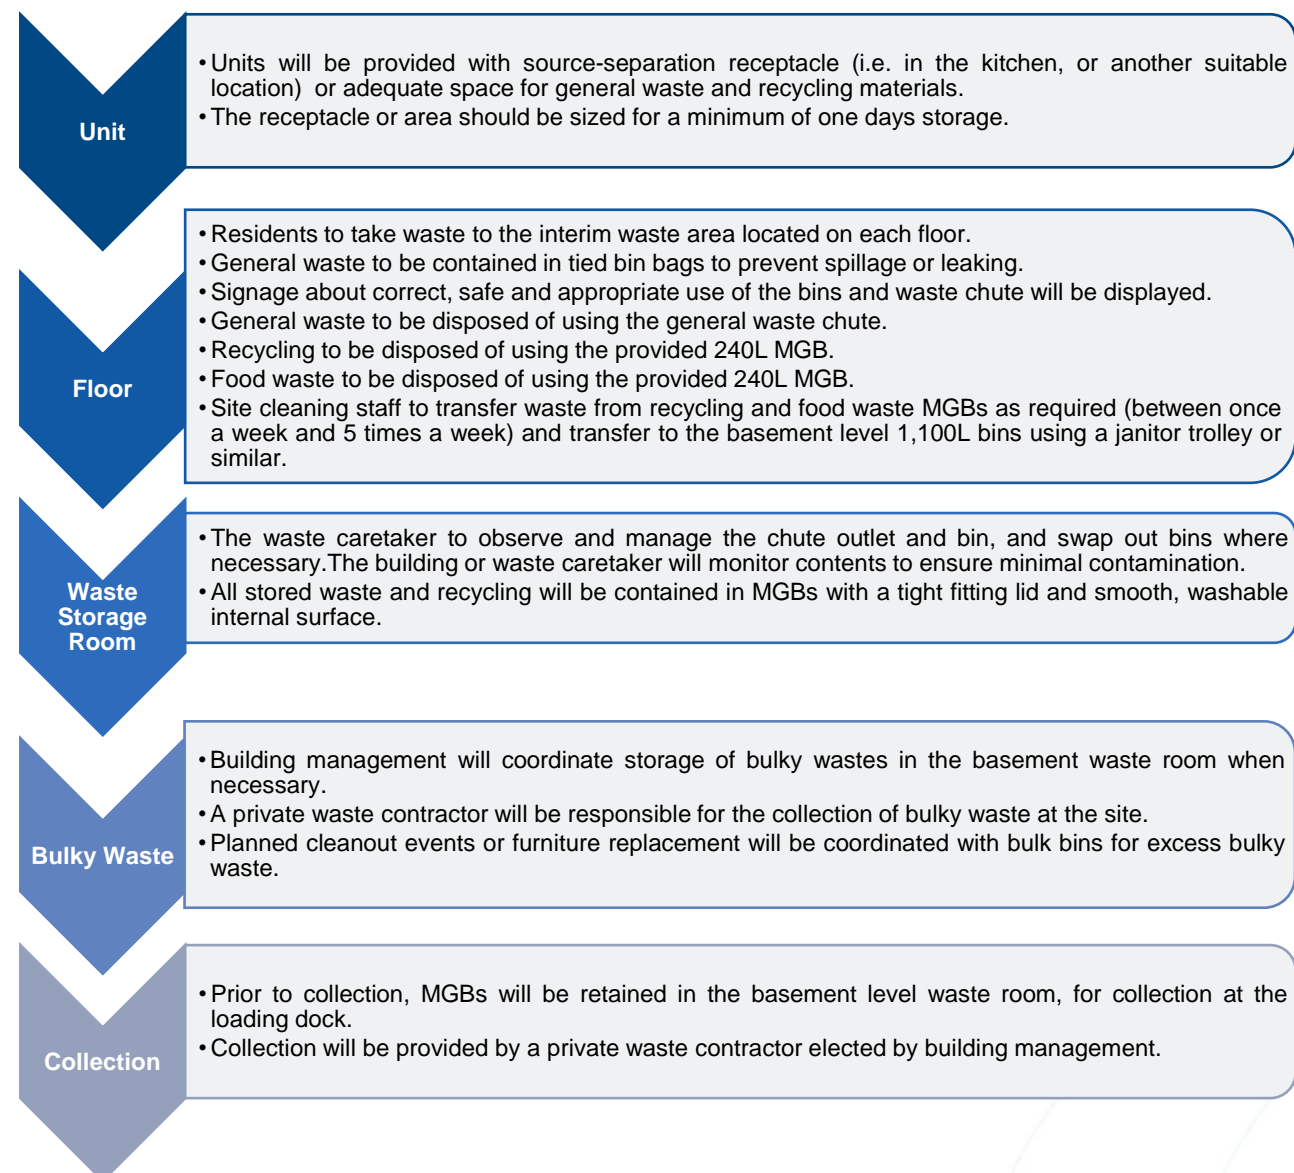 Unit
• Units will be provided with source-separation receptacle (i.e. in the kitchen, or another suitable
location) or adequate space for general waste and recycling materials.
• The receptacle or area should be sized for a minimum of one days storage.
Floor
• Residents to take waste to the interim waste area located on each floor.
• General waste to be contained in tied bin bags to prevent spillage or leaking.
• Signage about correct, safe and appropriate use of the bins and waste chute will be displayed.
• General waste to be disposed of using the general waste chute.
• Recycling to be disposed of using the provided 240L MGB.
• Food waste to be disposed of using the provided 240L MGB.
• Site cleaning staff to transfer waste from recycling and food waste MGBs as required (between once
a week and 5 times a week) and transfer to the basement level 1,100L bins using a janitor trolley or
similar.
Waste
Storage
Room
• The waste caretaker to observe and manage the chute outlet and bin, and swap out bins where
necessary.The building or waste caretaker will monitor contents to ensure minimal contamination.
• All stored waste and recycling will be contained in MGBs with a tight fitting lid and smooth, washable
internal surface.
Bulky Waste
• Building management will coordinate storage of bulky wastes in the basement waste room when
necessary.
• A private waste contractor will be responsible for the collection of bulky waste at the site.
• Planned cleanout events or furniture replacement will be coordinated with bulk bins for excess bulky
waste.
Collection
• Prior to collection, MGBs will be retained in the basement level waste room, for collection at the
loading dock.
• Collection will be provided by a private waste contractor elected by building management.